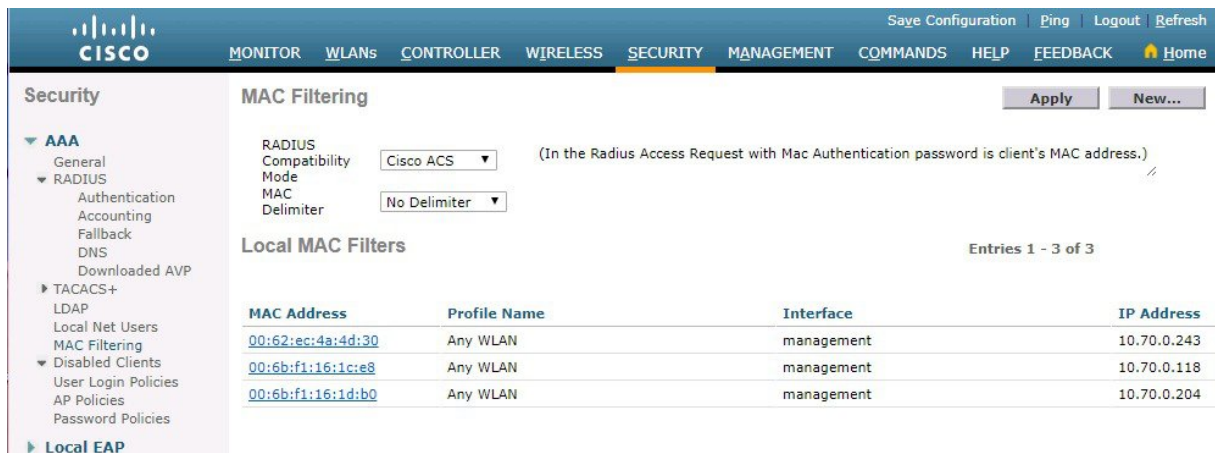 Save Configuration | Ping | Logout | Refresh
CISCO
MONITOR WLANs CONTROLLER WIRELESS SECURITY MANAGEMENT COMMANDS HELP FEEDBACK Home
Security
AAA
General
RADIUS
Authentication
Accounting
Fallback
DNS
Downloaded AVP
TACACS+
LDAP
Local Net Users
MAC Filtering
Disabled Clients
User Login Policies
AP Policies
Password Policies
Local EAP
MAC Filtering
Apply New...
RADIUS
Compatibility
Mode
Cisco ACS
(In the Radius Access Request with Mac Authentication password is client's MAC address.)
MAC
Delimiter
No Delimiter
Local MAC Filters
Entries 1 - 3 of 3
MAC Address Profile Name Interface IP Address
00:62:ec:4a:4d:30 Any WLAN management 10.70.0.243
00:6b:f1:16:1c:e8 Any WLAN management 10.70.0.118
00:6b:f1:16:1d:b0 Any WLAN management 10.70.0.204